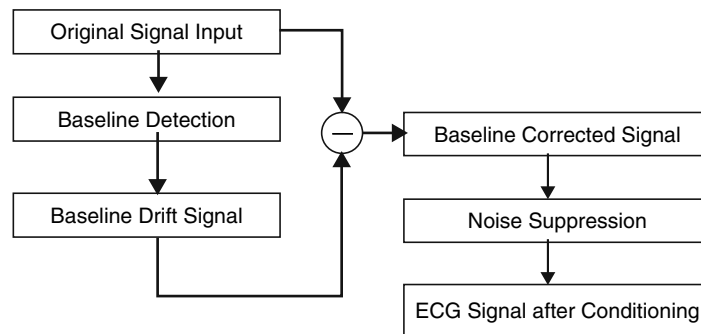 Original Signal Input
Baseline Detection
Baseline Drift Signal
—
Baseline Corrected Signal
Noise Suppression
ECG Signal after Conditioning